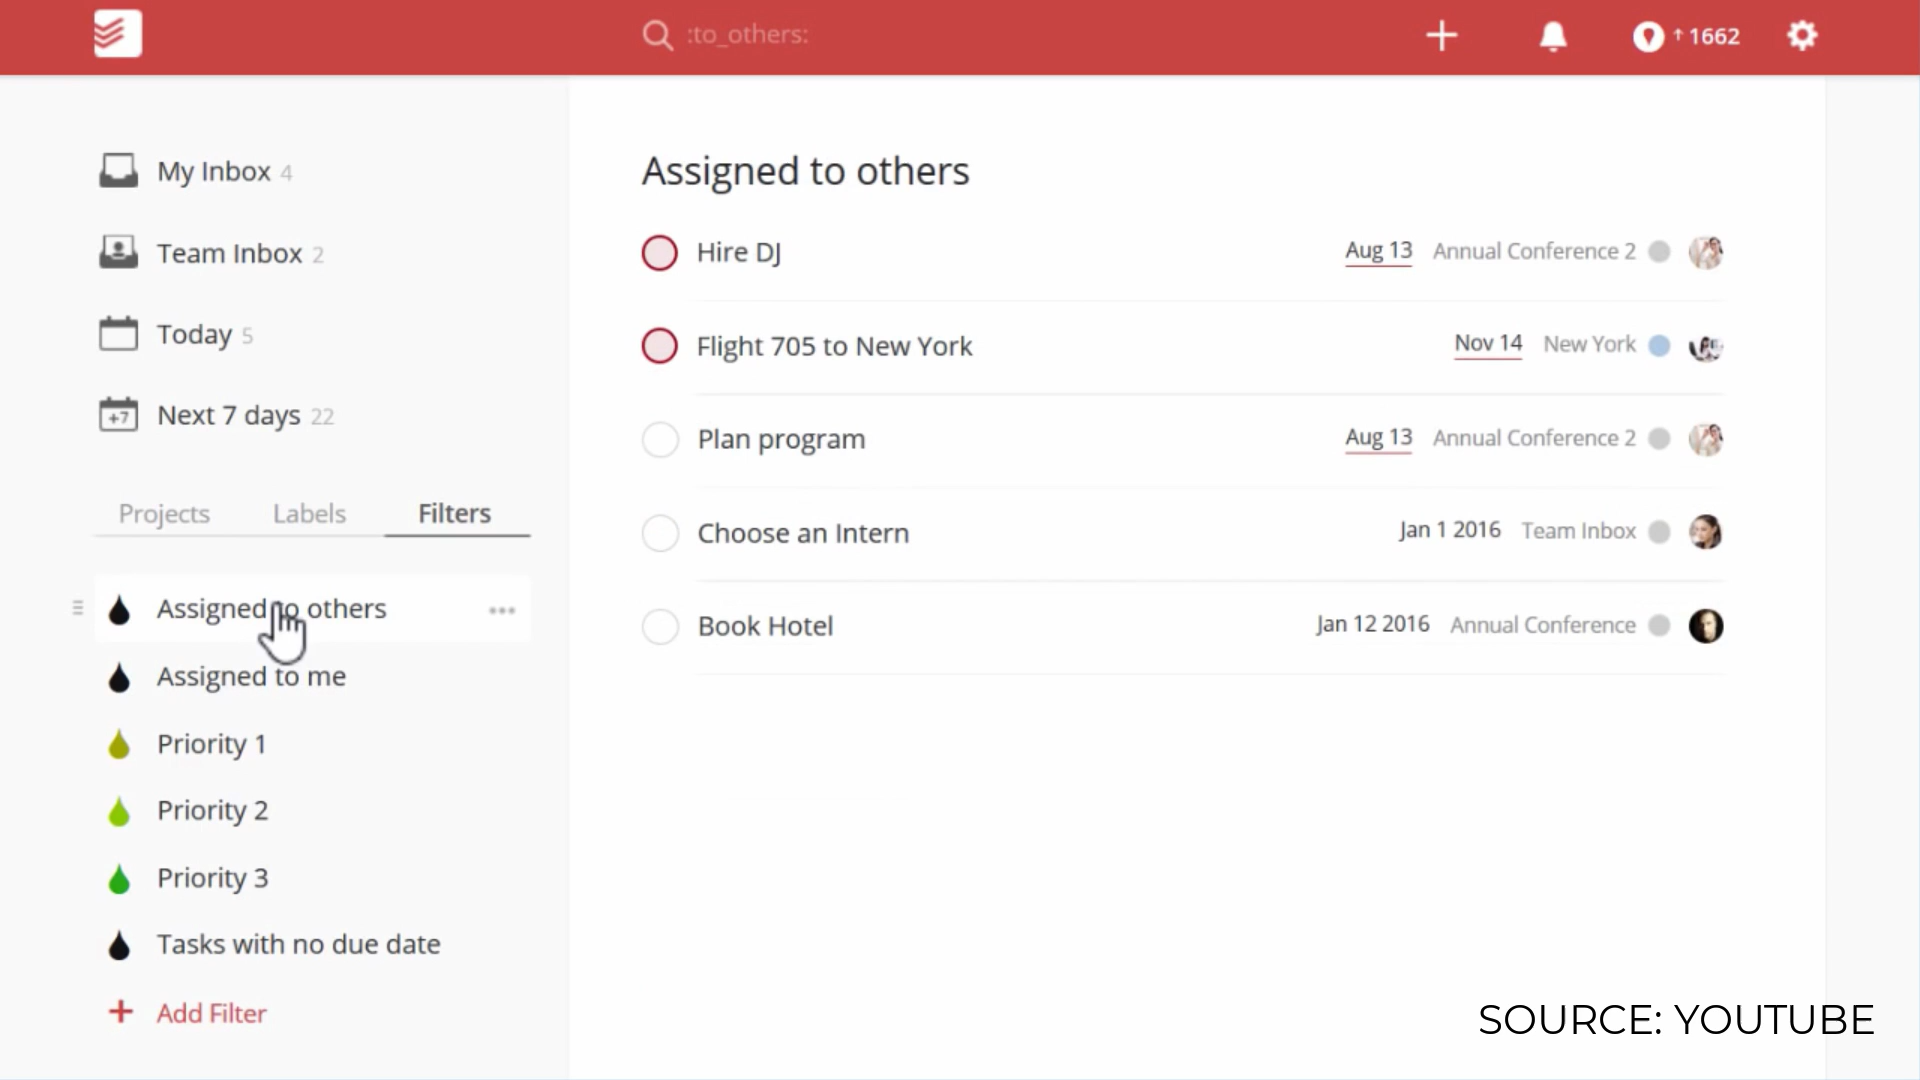 :to_others:
↑ 1662
My Inbox 4
Team Inbox 2
Today 5
+7 Next 7 days 22
Projects Labels Filters
Assigned to others
Assigned to me
Priority 1
Priority 2
Priority 3
Tasks with no due date
+ Add Filter
Assigned to others
Hire DJ Aug 13 Annual Conference 2
Flight 705 to New York Nov 14 New York
Plan program Aug 13 Annual Conference 2
Choose an Intern Jan 1 2016 Team Inbox
Book Hotel Jan 12 2016 Annual Conference
SOURCE: YOUTUBE